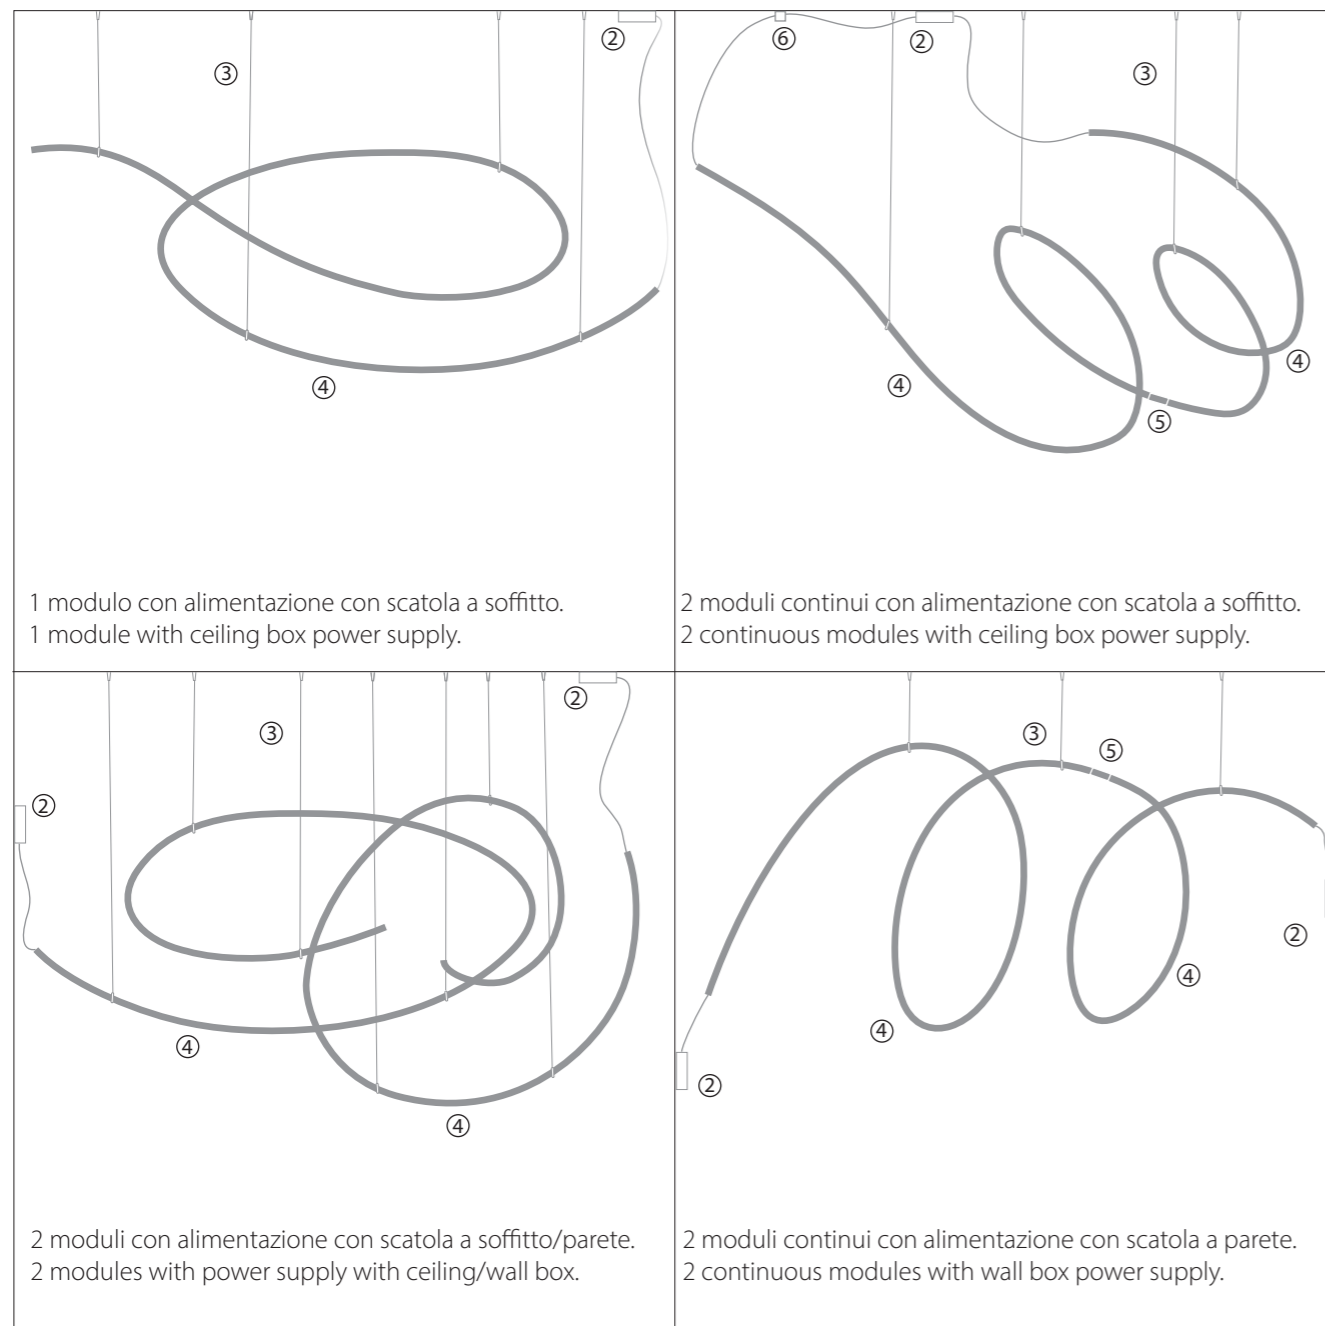 ②
③
④
1 modulo con alimentazione con scatola a soffitto.
1 module with ceiling box power supply.
⑥
②
③
④
④
⑤
2 moduli continui con alimentazione con scatola a soffitto.
2 continuous modules with ceiling box power supply.
②
③
②
④
④
2 moduli con alimentazione con scatola a soffitto/parete.
2 modules with power supply with ceiling/wall box.
③
⑤
②
④
④
②
2 moduli continui con alimentazione con scatola a parete.
2 continuous modules with wall box power supply.